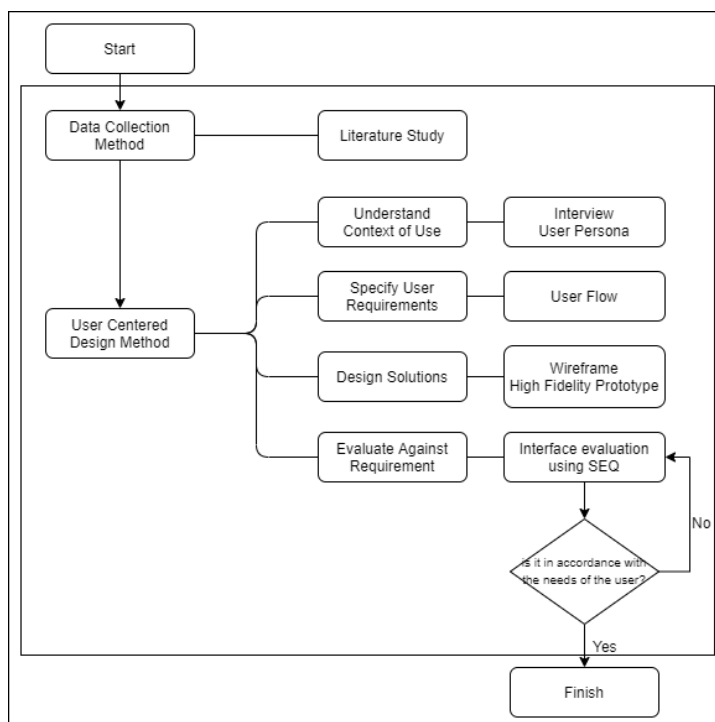 Start
Data Collection
Method
Literature Study
Understand
Context of Use
Interview
User Persona
Specify User
Requirements
User Flow
User Centered
Design Method
Design Solutions
Wireframe
High Fidelity Prototype
Evaluate Against
Requirement
Interface evaluation
using SEQ
No
is it in accordance with
the needs of the user?
Yes
Finish